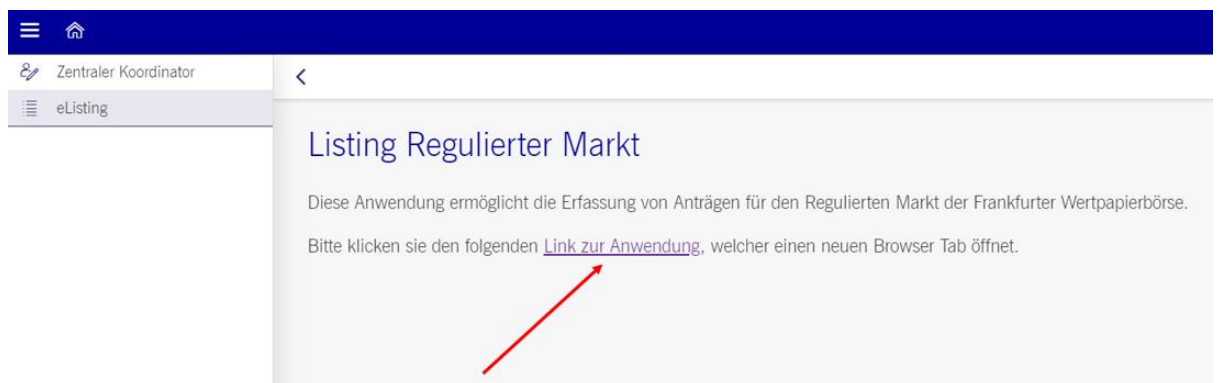 Zentraler Koordinator
eListing
Listing Regulierter Markt
Diese Anwendung ermöglicht die Erfassung von Anträgen für den Regulierten Markt der Frankfurter Wertpapierbörse.
Bitte klicken sie den folgenden Link zur Anwendung, welcher einen neuen Browser Tab öffnet.